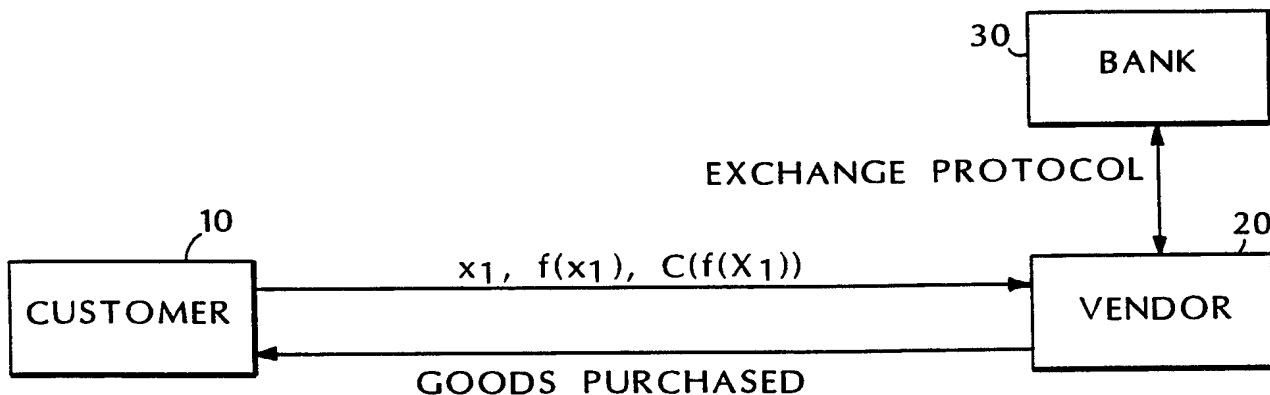 30
BANK
EXCHANGE PROTOCOL
10
20
x1, f(x1), C(f(X1))
CUSTOMER
VENDOR
GOODS PURCHASED